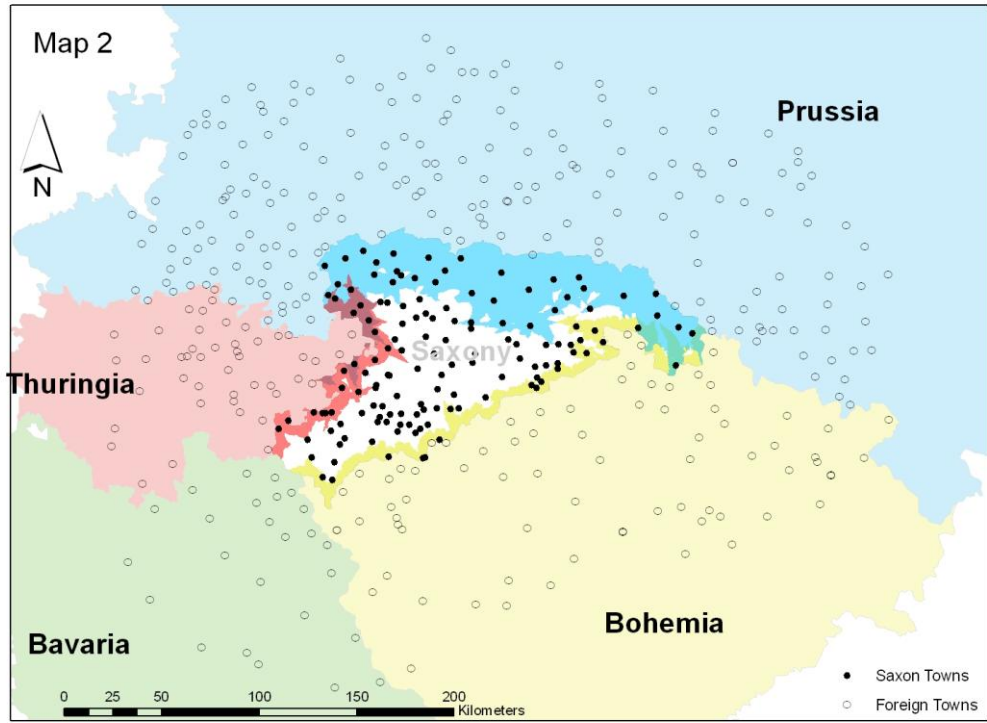 Map 2
Prussia
N
Saxony
Thuringia
Bohemia
Bavaria
Saxon Towns
0 25 50 100 150 200
Kilometers
Foreign Towns